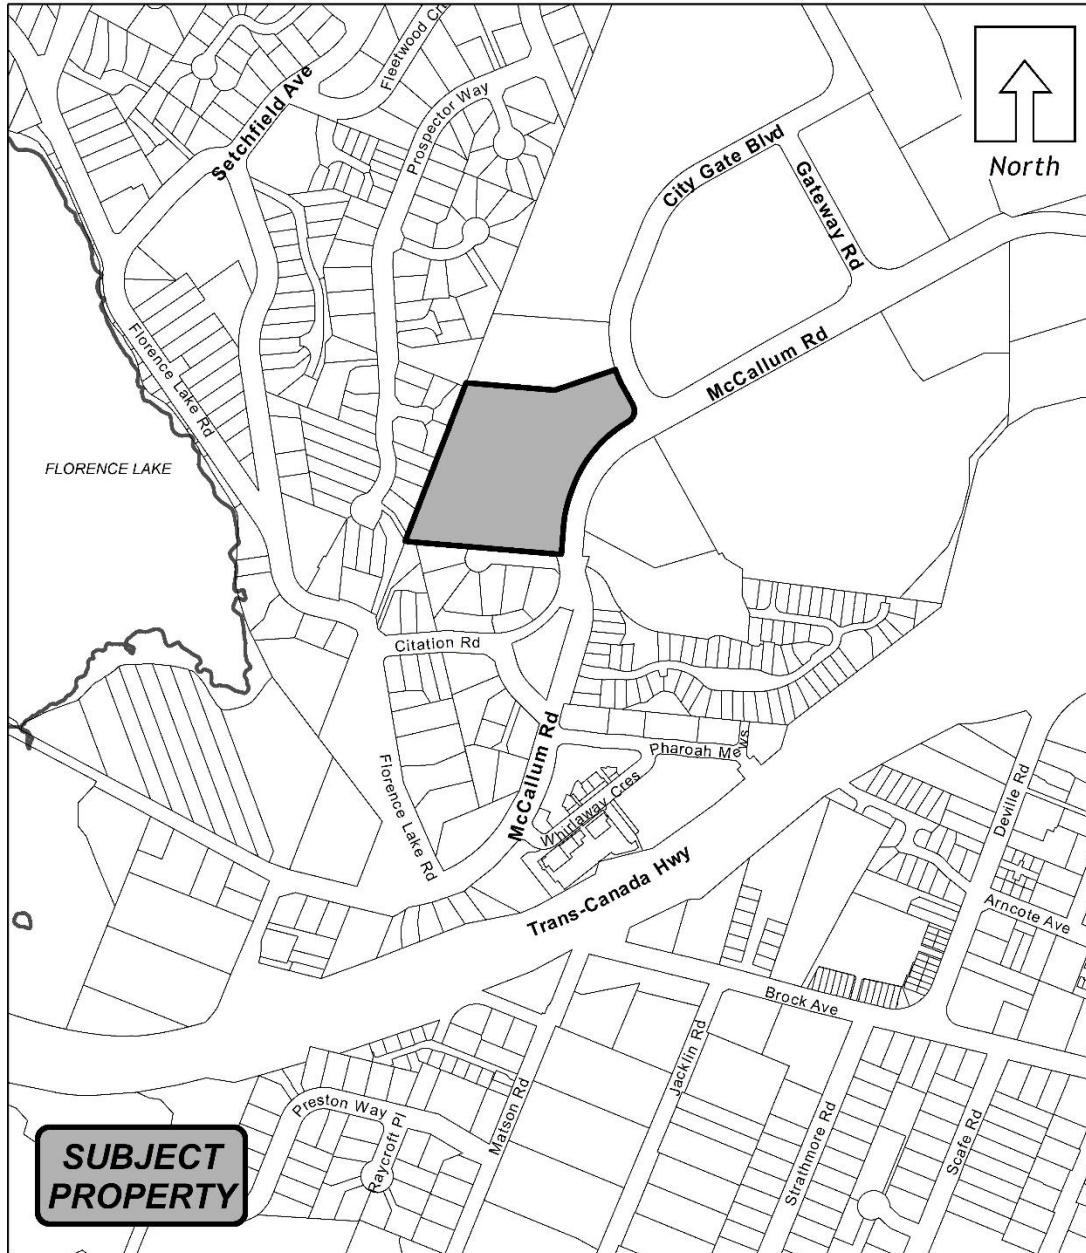 Fleetwood Cre
Setchfield Ave
Prospector Way
City Gate Blvd
Gateway Rd
North
McCallum Rd
Florence Lake Rd
FLORENCE LAKE
Citation Rd
McCallum Rd
Pharoah Mews
Florence Lake Rd
Whirlaway Cres
Deville Rd
Trans-Canada Hwy
Arncote Ave
Brock Ave
Jacklin Rd
Matson Rd
Preston Way
Raycroft Pl
Strathmore Rd
Scafe Rd
SUBJECT
PROPERTY